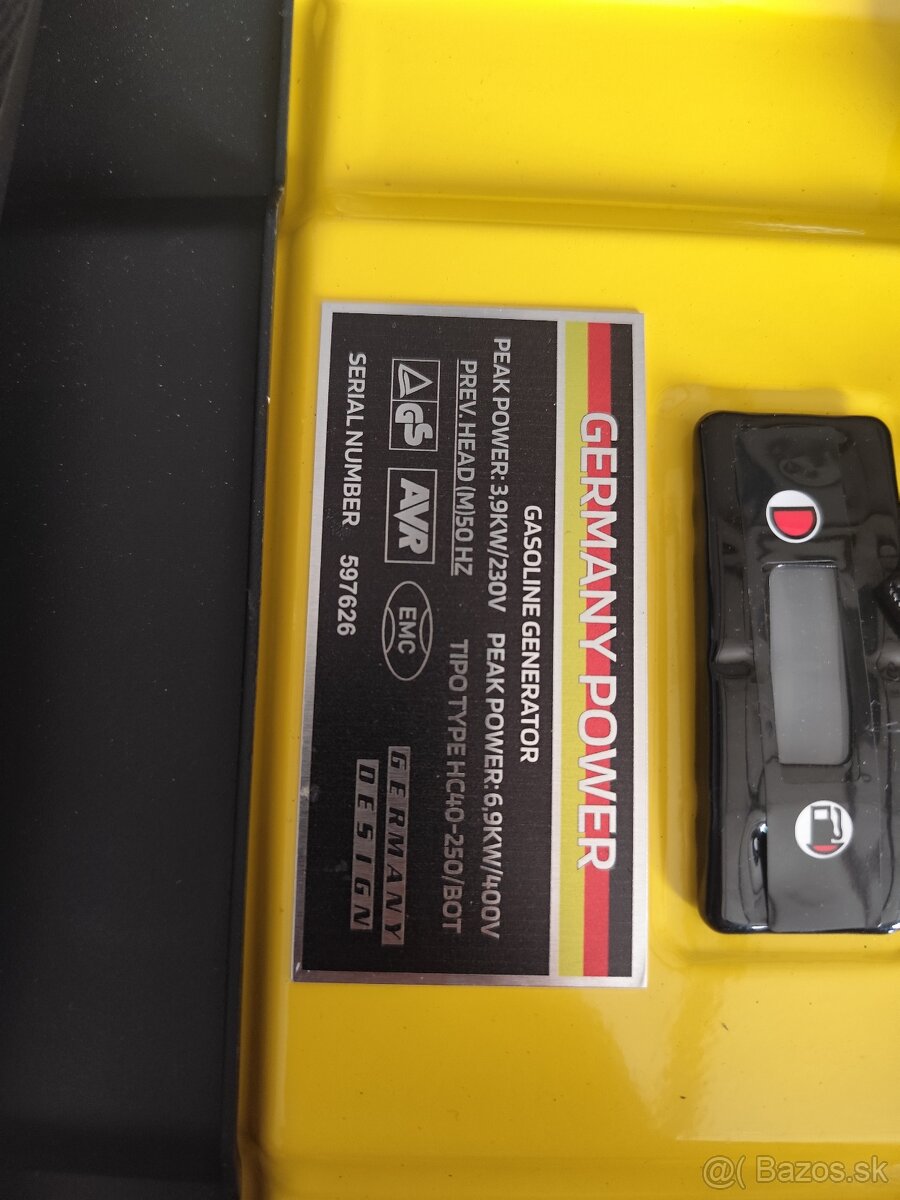 GERMANY POWER
GASOLINE GENERATOR
PEAK POWER: 3,9KW/230V PEAK POWER: 6,9KW/400V
PREV. HEAD (M)50 HZ TIPO TYPE HC40-250/BOT
GS AVR EMC GERMANY
DESIGN
SERIAL NUMBER 597626
@( Bazos.sk